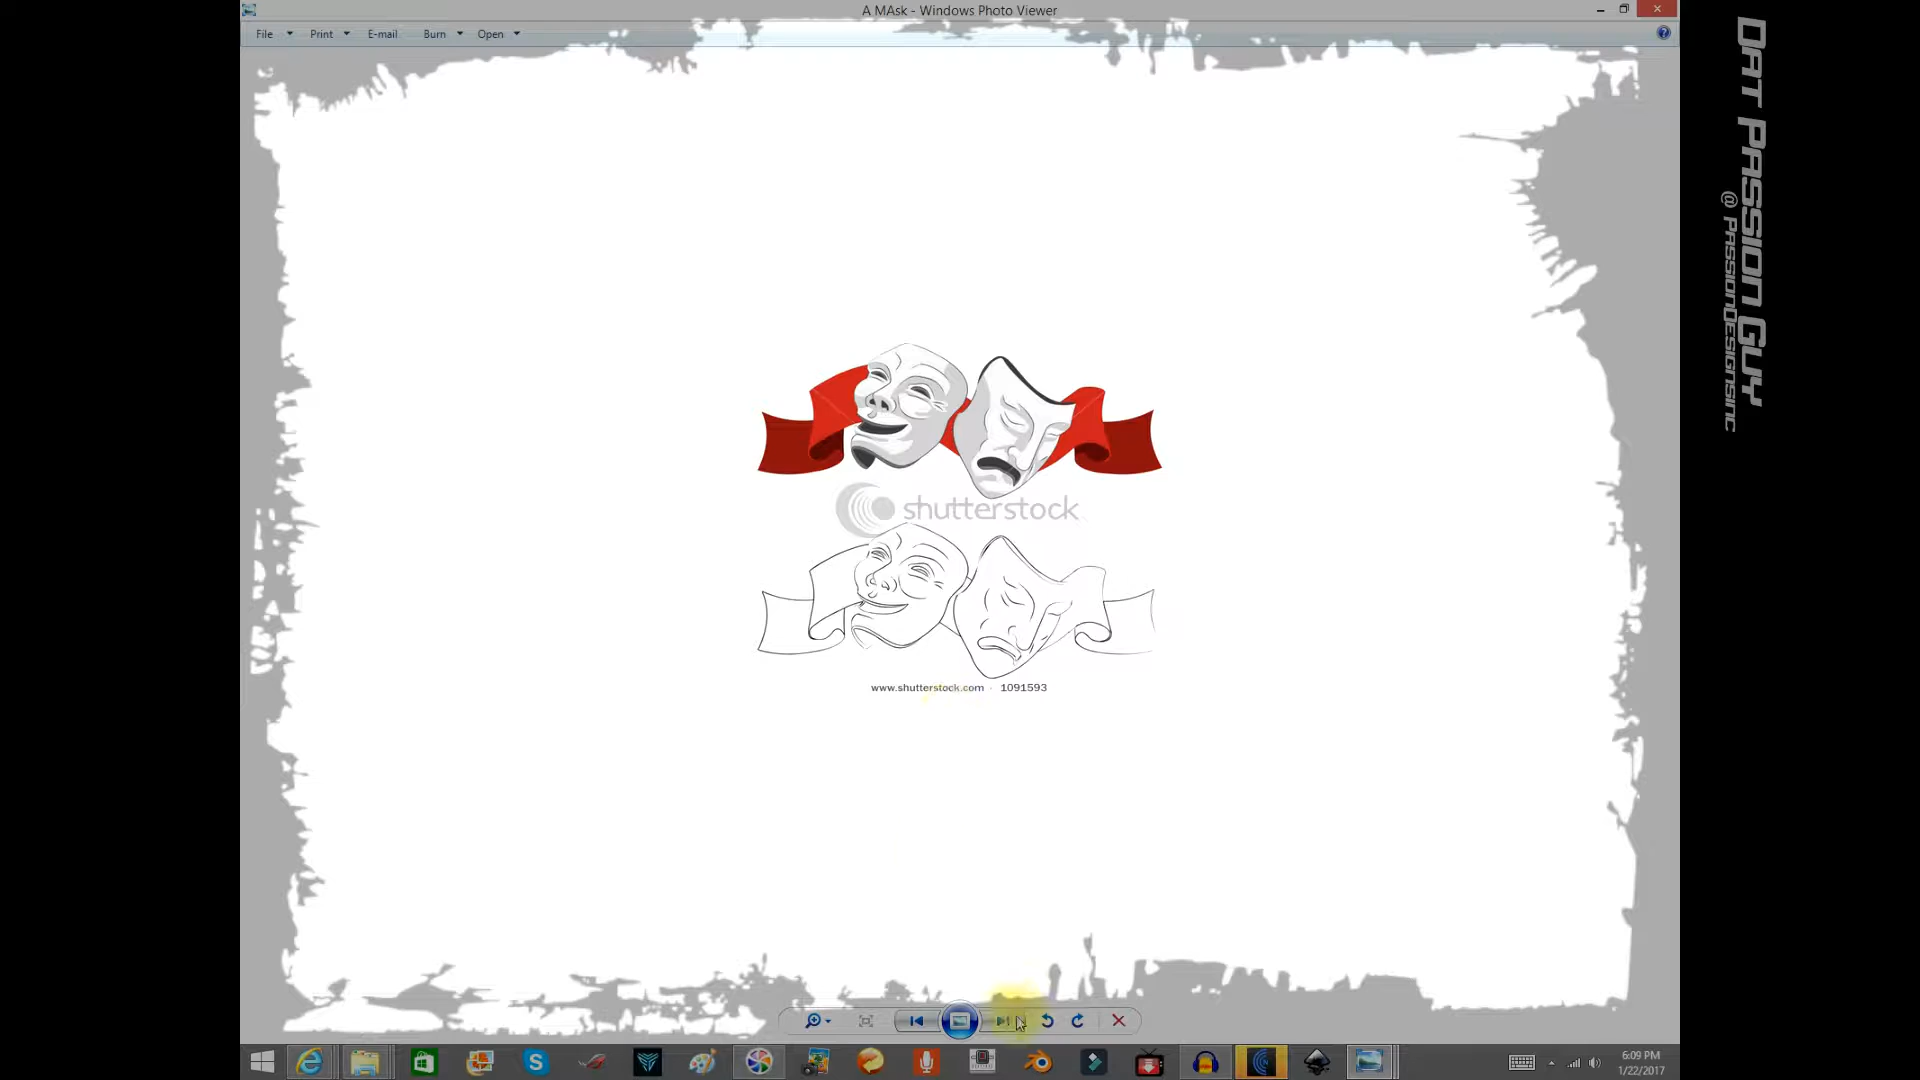 A MAsk - Windows Photo Viewer
File Print E-mail Burn Open
DAT PASSION GUY
@ PASSIONDESIGNSINC
shutterstock
www.shutterstock.com · 1091593
6:09 PM
1/22/2017